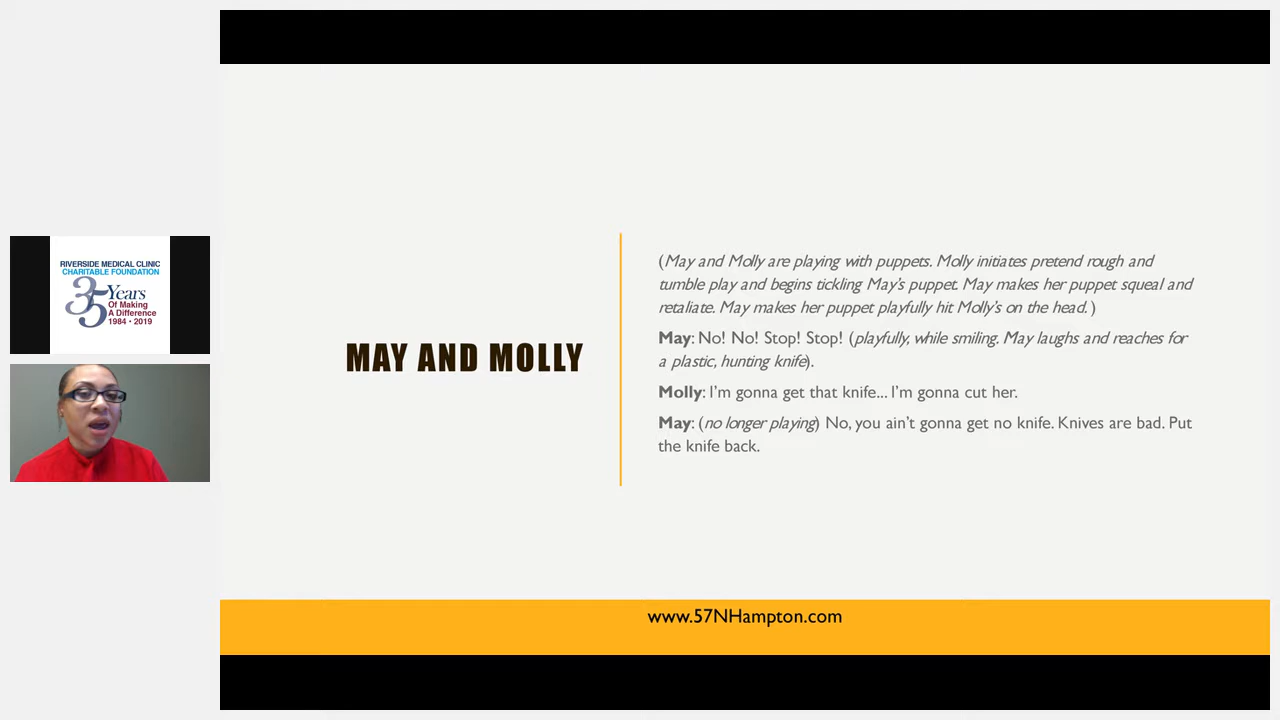 RIVERSIDE MEDICAL CLINIC
CHARITABLE FOUNDATION
35 Years
Of Making
A Difference
1984 • 2019
MAY AND MOLLY
(May and Molly are playing with puppets. Molly initiates pretend rough and
tumble play and begins tickling May's puppet. May makes her puppet squeal and
retaliate. May makes her puppet playfully hit Molly's on the head. )
May: No! No! Stop! Stop! (playfully, while smiling. May laughs and reaches for
a plastic, hunting knife).
Molly: I'm gonna get that knife... I'm gonna cut her.
May: (no longer playing) No, you ain't gonna get no knife. Knives are bad. Put
the knife back.
www.57NHampton.com